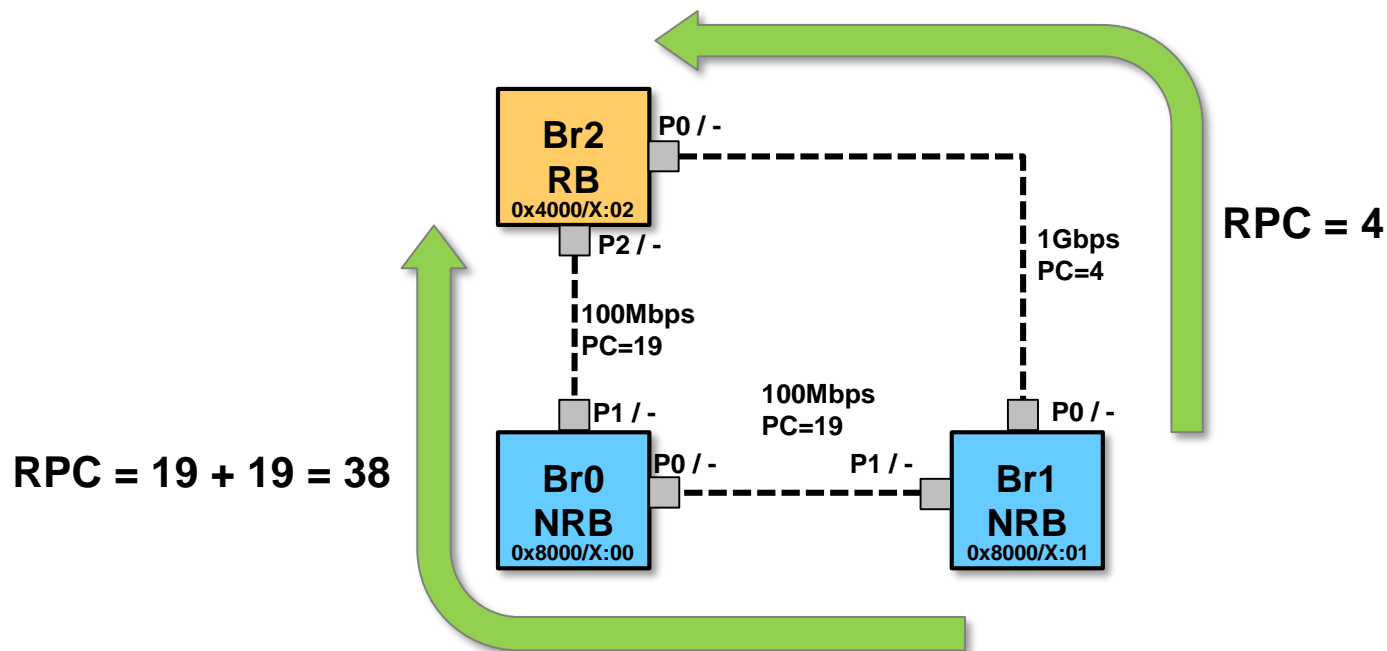 P0 / -
Br2
RB
0x4000/X:02
P2 / -
RPC = 4
1Gbps
PC=4
100Mbps
PC=19
100Mbps
PC=19
P1 / -
P0 / -
RPC = 19 + 19 = 38
P0 / -
P1 / -
Br0
NRB
0x8000/X:00
Br1
NRB
0x8000/X:01